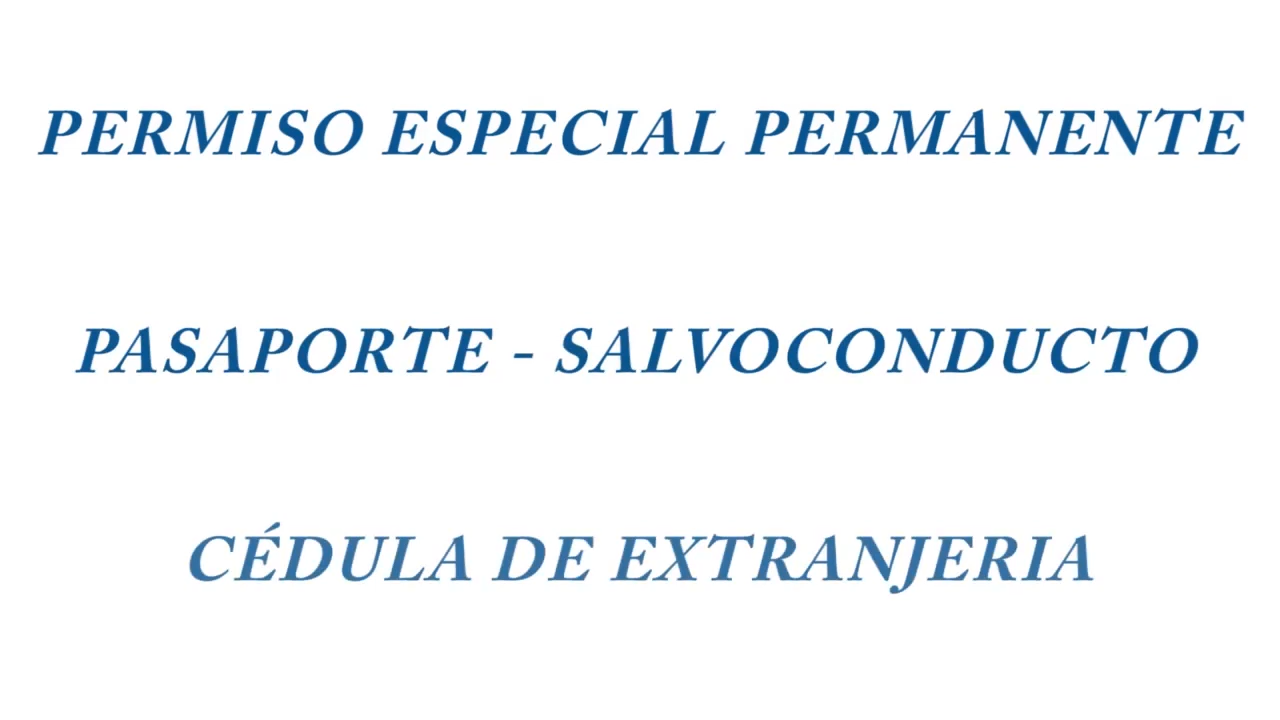 PERMISO ESPECIAL PERMANENTE
PASAPORTE - SALVOCONDUCTO
CÉDULA DE EXTRANJERIA